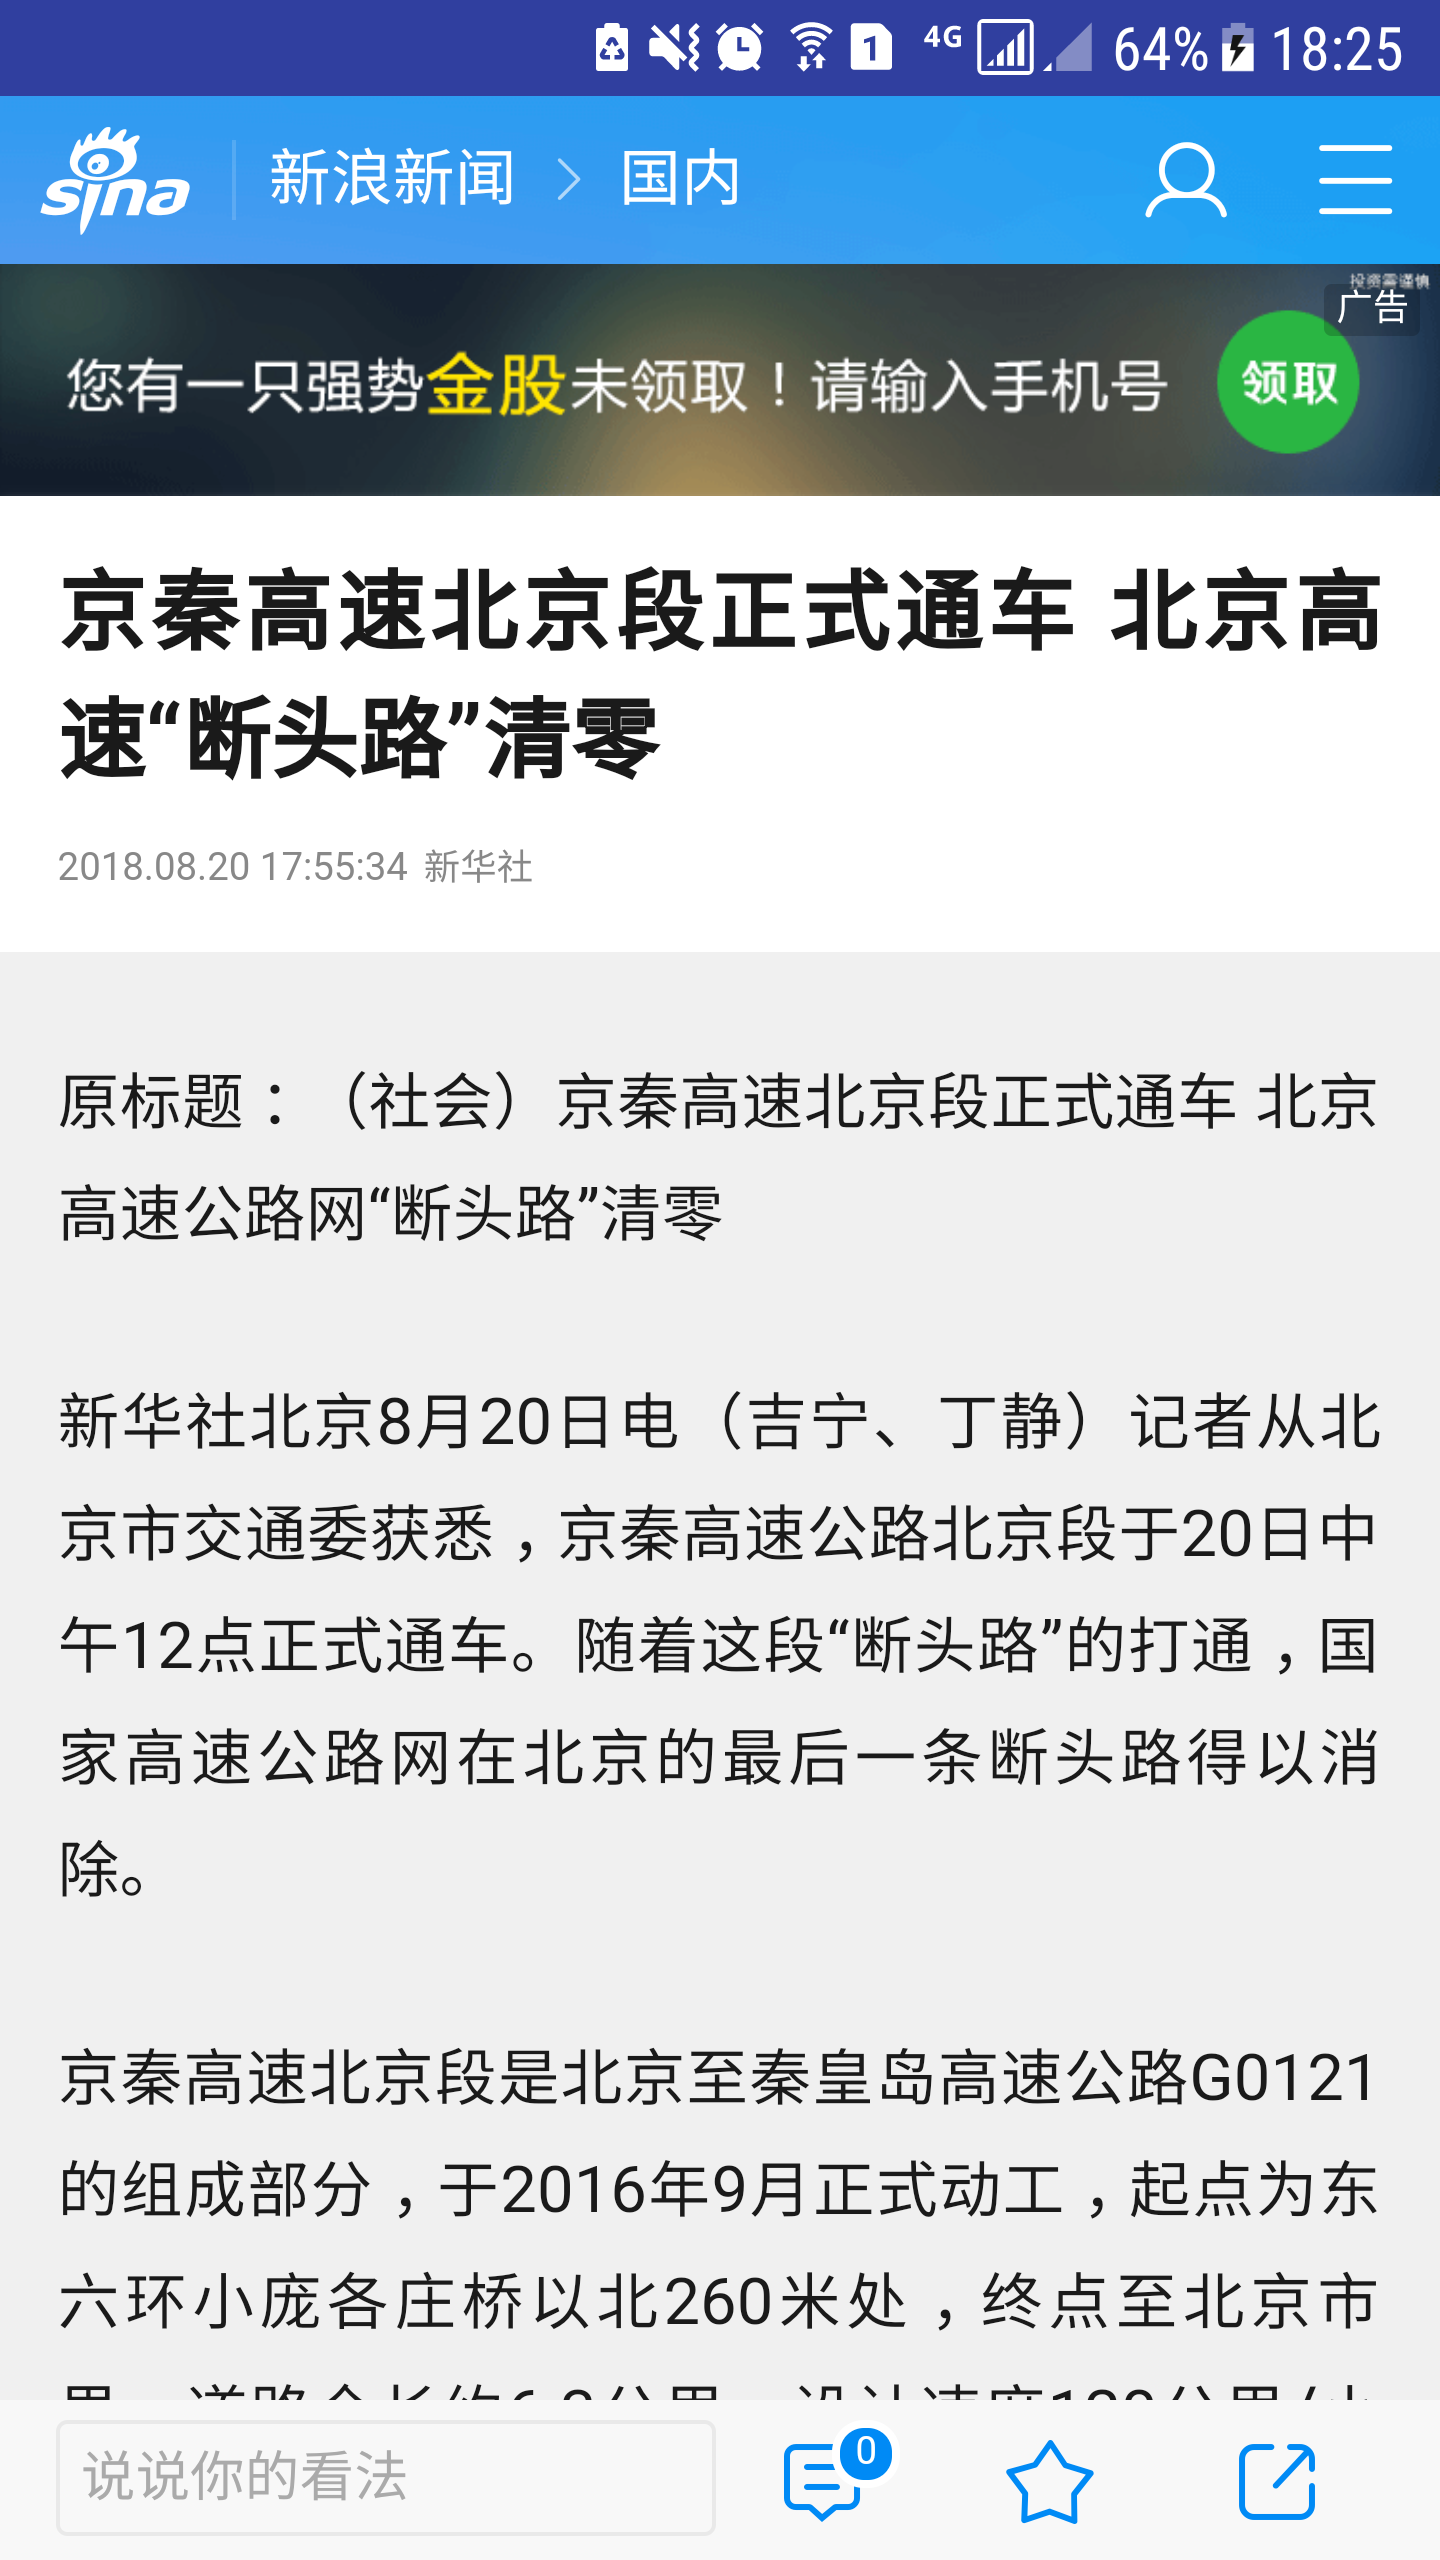 1 4G 64% 18:25
sina 新浪新闻 > 国内
投资需谨慎
广告
您有一只强势金股未领取！请输入手机号 领取
京秦高速北京段正式通车 北京高
速“断头路”清零
2018.08.20 17:55:34 新华社
原标题：（社会）京秦高速北京段正式通车 北京
高速公路网“断头路”清零
新华社北京8月20日电（吉宁、丁静）记者从北
京市交通委获悉，京秦高速公路北京段于20日中
午12点正式通车。随着这段“断头路”的打通，国
家高速公路网在北京的最后一条断头路得以消
除。
京秦高速北京段是北京至秦皇岛高速公路G0121
的组成部分，于2016年9月正式动工，起点为东
六环小庞各庄桥以北260米处，终点至北京市
说说你的看法 0